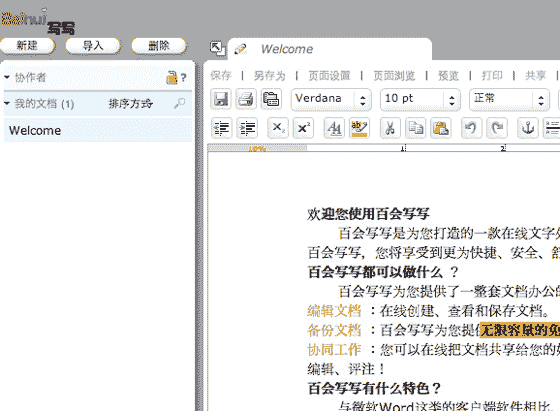 Beihui 写写
新建 导入 删除
Welcome
协作者 ?
保存 | 另存为 | 页面设置 | 页面浏览 | 预览 | 打印 | 共享
我的文档 (1) 排序方式
Verdana 10 pt 正常
Welcome
10%
1 2
欢迎您使用百会写写
百会写写是为您打造的一款在线文字处
百会写写，您将享受到更为快捷、安全、舒
百会写写都可以做什么 ？
百会写写为您提供了一整套文档办公的
编辑文档 ：在线创建、查看和保存文档。
备份文档 ：百会写写为您提供无限容量的免
协同工作 ：您可以在线把文档共享给您的好
编辑、评注！
百会写写有什么特色？
与微软Word这类的客户端软件相比，